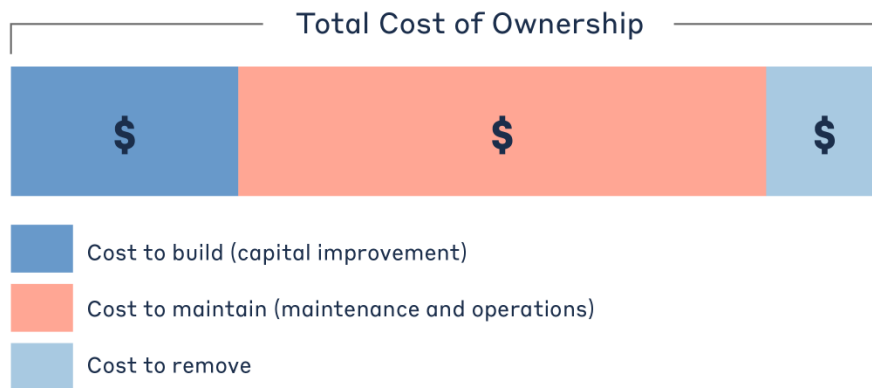 Total Cost of Ownership
$ $ $
Cost to build (capital improvement)
Cost to maintain (maintenance and operations)
Cost to remove